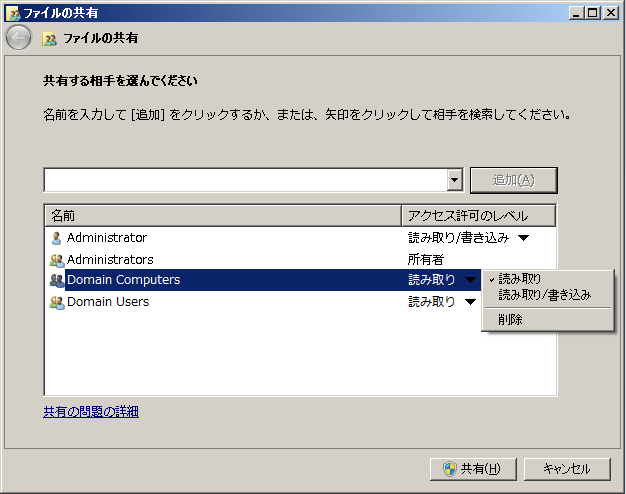 ファイルの共有
ファイルの共有
共有する相手を選んでください
名前を入力して [追加] をクリックするか、または、矢印をクリックして相手を検索してください。
追加(A)
名前 アクセス許可のレベル
Administrator 読み取り/書き込み
Administrators 所有者
Domain Computers 読み取り
Domain Users 読み取り
読み取り
読み取り/書き込み
削除
共有の問題の詳細
共有(H) キャンセル